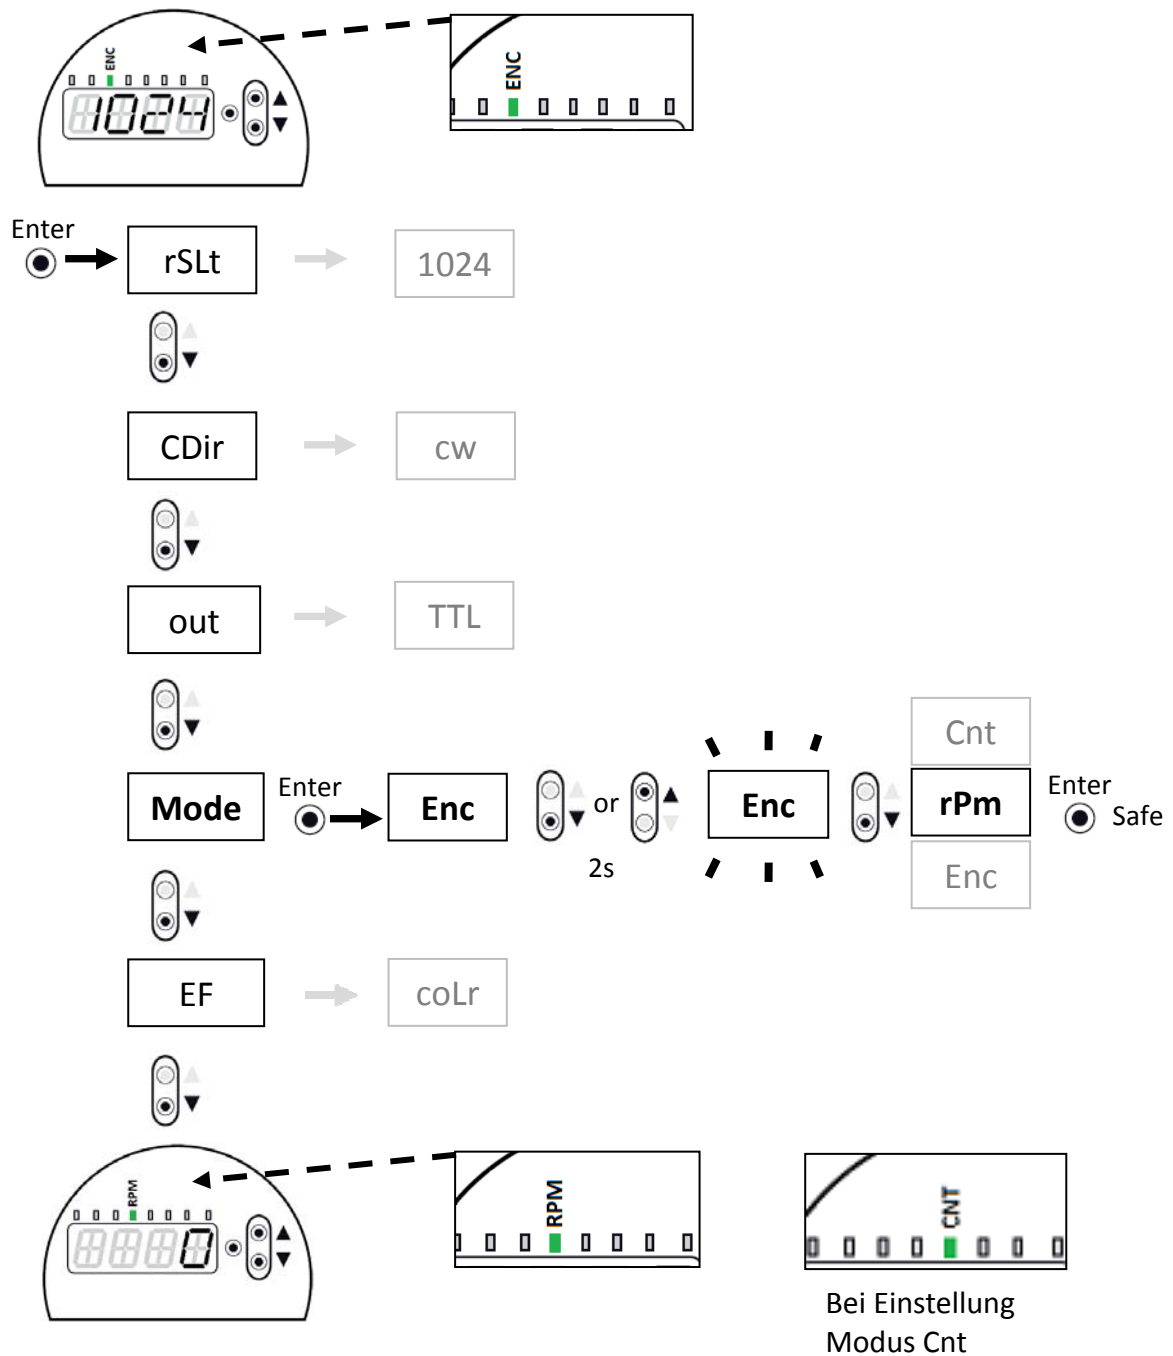 ENC
1024
ENC
Enter
rSLt
1024
CDir
cw
out
TTL
Mode
Enter
Enc
or
2s
Enc
Cnt
rPm
Enc
Enter
Safe
EF
coLr
RPM
0
RPM
CNT
Bei Einstellung
Modus Cnt